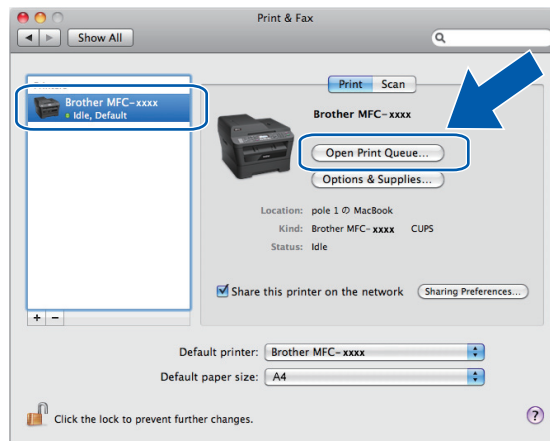 Print & Fax
Show All
Printers
Brother MFC-xxxx
Idle, Default
Print Scan
Brother MFC-xxxx
Open Print Queue...
Options & Supplies...
Location: pole 1 の MacBook
Kind: Brother MFC-xxxx CUPS
Status: Idle
Share this printer on the network Sharing Preferences...
+ −
Default printer: Brother MFC-xxxx
Default paper size: A4
Click the lock to prevent further changes. ?